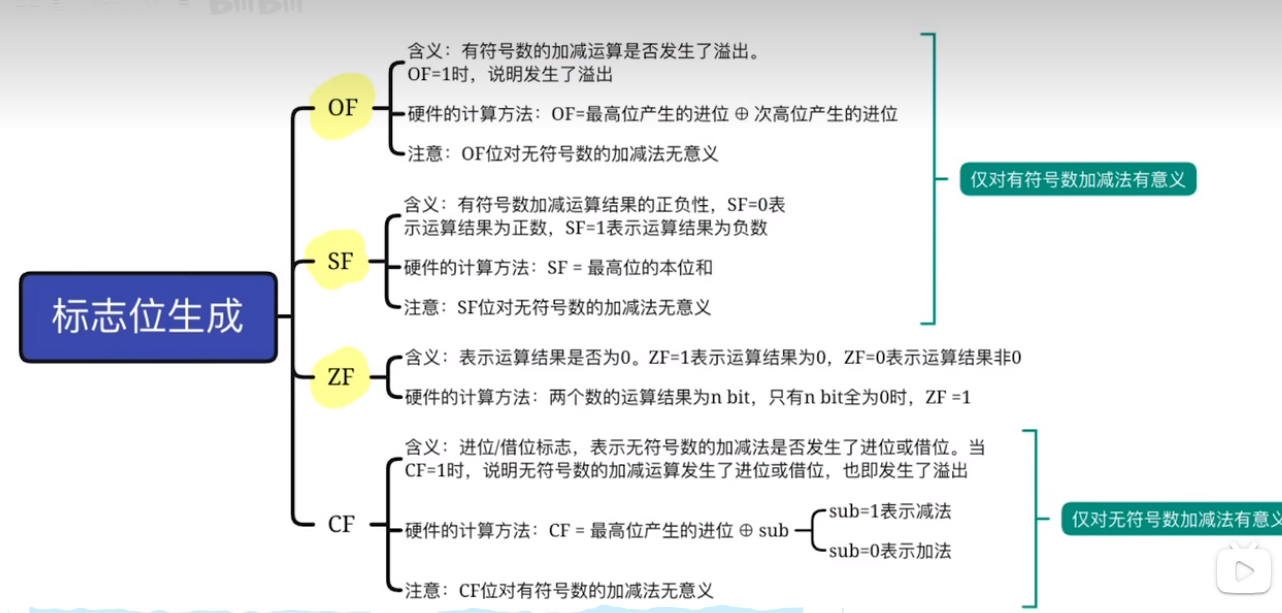 标志位生成
OF
含义：有符号数的加减运算是否发生了溢出。
OF=1时，说明发生了溢出
硬件的计算方法：OF=最高位产生的进位 ⊕ 次高位产生的进位
注意：OF位对无符号数的加减法无意义
SF
含义：有符号数加减运算结果的正负性，SF=0表
示运算结果为正数，SF=1表示运算结果为负数
硬件的计算方法：SF = 最高位的本位和
注意：SF位对无符号数的加减法无意义
仅对有符号数加减法有意义
ZF
含义：表示运算结果是否为0。ZF=1表示运算结果为0，ZF=0表示运算结果非0
硬件的计算方法：两个数的运算结果为n bit，只有n bit全为0时，ZF =1
CF
含义：进位/借位标志，表示无符号数的加减法是否发生了进位或借位。当
CF=1时，说明无符号数的加减运算发生了进位或借位，也即发生了溢出
硬件的计算方法：CF = 最高位产生的进位 ⊕ sub
sub=1表示减法
sub=0表示加法
注意：CF位对有符号数的加减法无意义
仅对无符号数加减法有意义